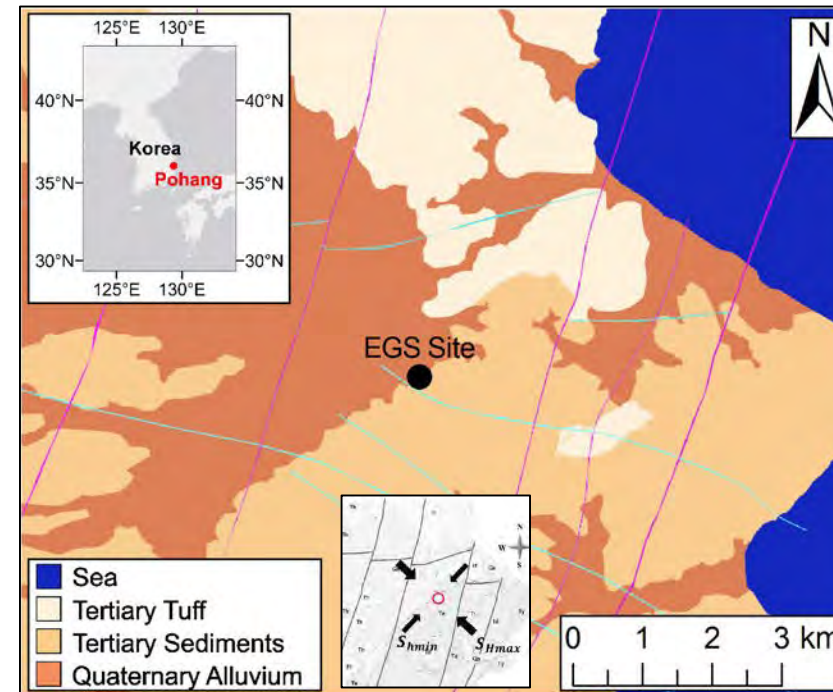 125°E 130°E
N
40°N 40°N
Korea
Pohang
35°N 35°N
30°N 30°N
125°E 130°E
EGS Site
N
W
S
Shmin SHmax
Sea
Tertiary Tuff
Tertiary Sediments
Quaternary Alluvium
0 1 2 3 km